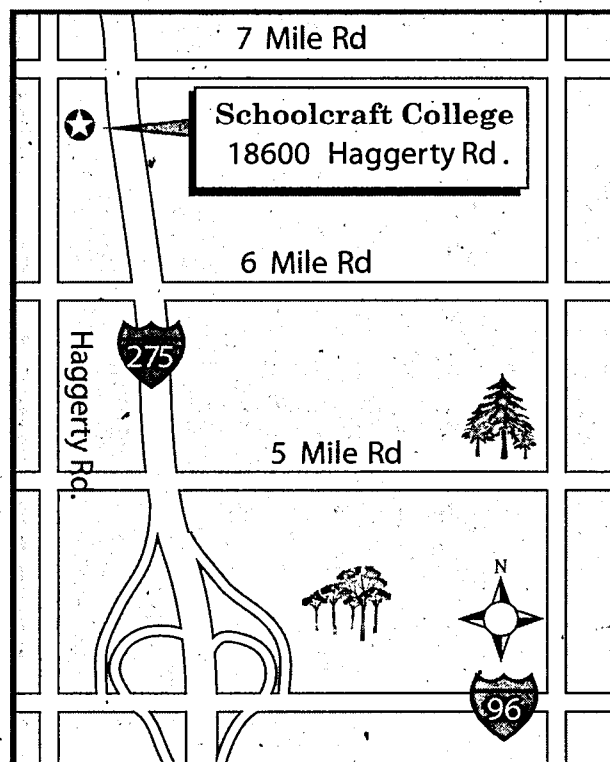 7 Mile Rd
Schoolcraft College
18600 Haggerty Rd.
6 Mile Rd
275
Haggerty Rd.
5 Mile Rd
N
96